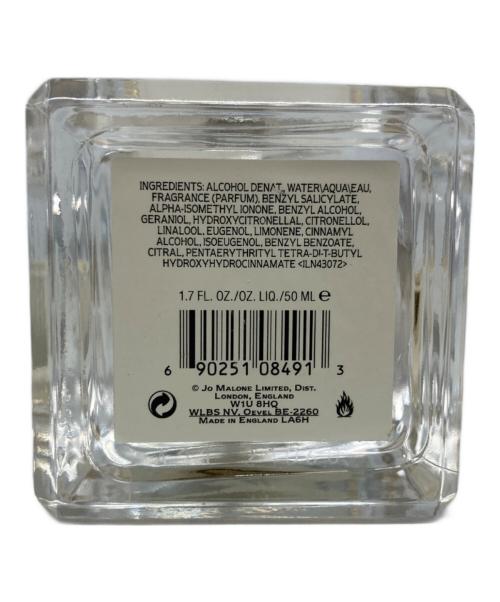 INGREDIENTS: ALCOHOL DENAT., WATER\AQUA\EAU,
FRAGRANCE (PARFUM), BENZYL SALICYLATE,
ALPHA-ISOMETHYL IONONE, BENZYL ALCOHOL,
GERANIOL, HYDROXYCITRONELLAL, CITRONELLOL,
LINALOOL, EUGENOL, LIMONENE, CINNAMYL
ALCOHOL, ISOEUGENOL, BENZYL BENZOATE,
CITRAL, PENTAERYTHRITYL TETRA-DI-T-BUTYL
HYDROXYHYDROCINNAMATE <ILN43072>
1.7 FL. OZ./OZ. LIQ./50 ML ℮
6 90251 08491 3
© JO MALONE LIMITED, DIST.
LONDON, ENGLAND
W1U 8HQ
WLBS NV, OEVEL BE-2260
MADE IN ENGLAND LA6H